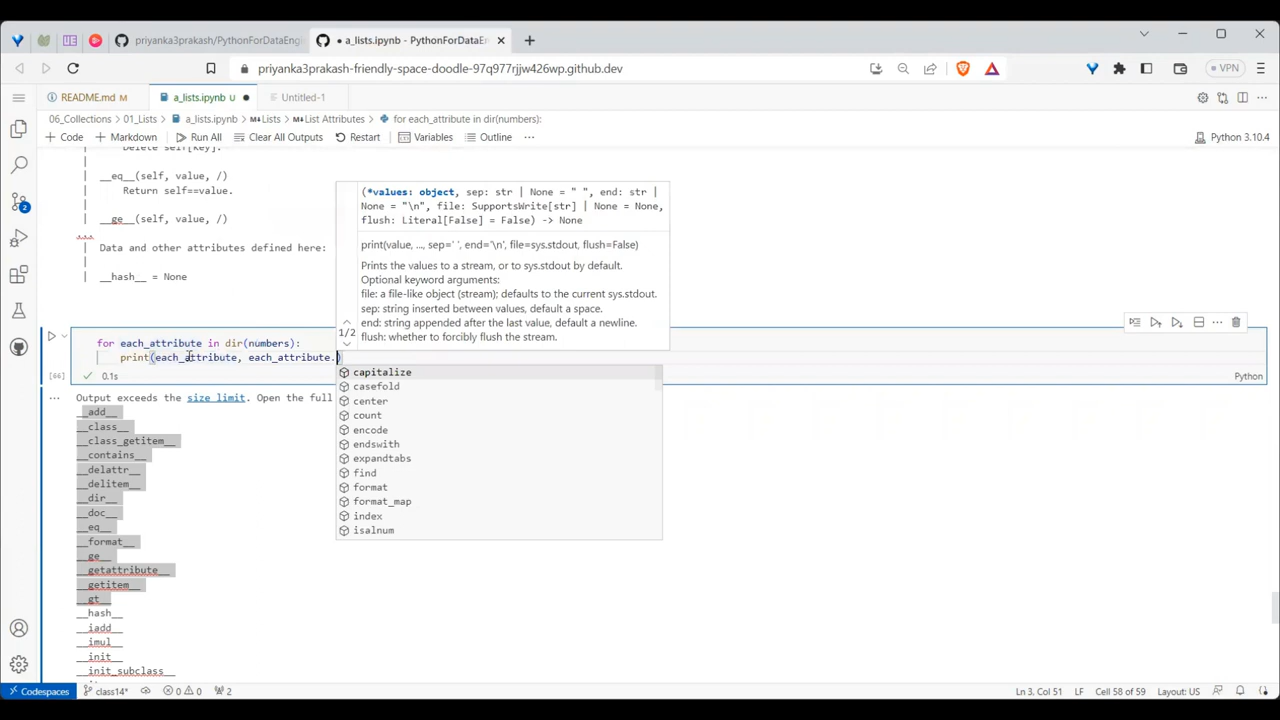 priyanka3prakash/PythonForDataEngin
a_lists.ipynb - PythonForDataEn
priyanka3prakash-friendly-space-doodle-97q977rjjw426wp.github.dev
VPN
README.md M
a_lists.ipynb U
Untitled-1
06_Collections > 01_Lists > a_lists.ipynb > Lists > List Attributes > for each_attribute in dir(numbers):
+ Code + Markdown Run All Clear All Outputs Restart Variables Outline ... Python 3.10.4
Delete self[key].
|
| __eq__(self, value, /)
| Return self==value.
|
| __ge__(self, value, /)
...
| Data and other attributes defined here:
|
| __hash__ = None
(*values: object, sep: str | None = " ", end: str |
None = "\n", file: SupportsWrite[str] | None = None,
flush: Literal[False] = False) -> None
print(value, ..., sep=' ', end='\n', file=sys.stdout, flush=False)
Prints the values to a stream, or to sys.stdout by default.
Optional keyword arguments:
file: a file-like object (stream); defaults to the current sys.stdout.
sep: string inserted between values, default a space.
end: string appended after the last value, default a newline.
flush: whether to forcibly flush the stream.
1/2
for each_attribute in dir(numbers):
print(each_attribute, each_attribute.)
[66]
0.1s
Python
capitalize
casefold
center
count
encode
endswith
expandtabs
find
format
format_map
index
isalnum
... Output exceeds the size limit. Open the full
__add__
__class__
__class_getitem__
__contains__
__delattr__
__delitem__
__dir__
__doc__
__eq__
__format__
__ge__
__getattribute__
__getitem__
__gt__
__hash__
__iadd__
__imul__
__init__
__init_subclass__
2
Codespaces class14* 0 0 2 Ln 3, Col 51 LF Cell 58 of 59 Layout: US